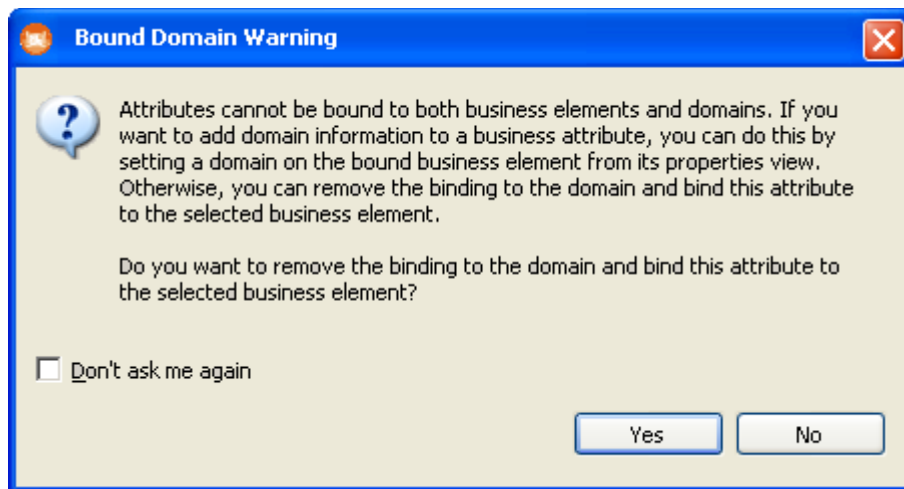 Bound Domain Warning
Attributes cannot be bound to both business elements and domains. If you
want to add domain information to a business attribute, you can do this by
setting a domain on the bound business element from its properties view.
Otherwise, you can remove the binding to the domain and bind this attribute
to the selected business element.
Do you want to remove the binding to the domain and bind this attribute to
the selected business element?
Don't ask me again
Yes No